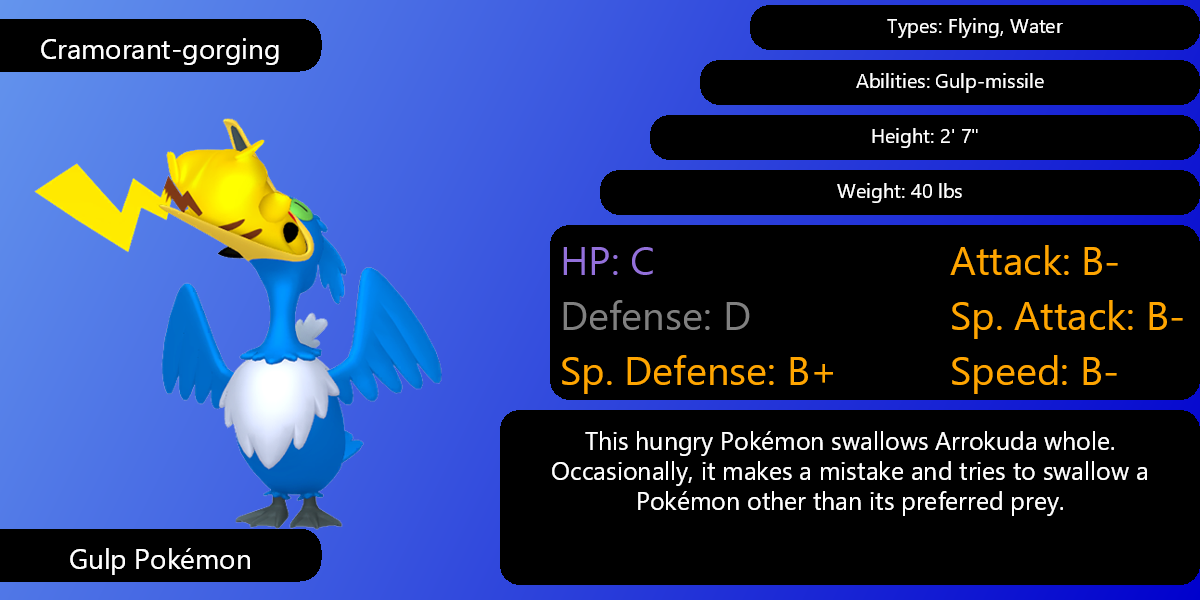 Cramorant-gorging
Types: Flying, Water
Abilities: Gulp-missile
Height: 2' 7"
Weight: 40 lbs
HP: C
Attack: B-
Defense: D
Sp. Attack: B-
Sp. Defense: B+
Speed: B-
This hungry Pokémon swallows Arrokuda whole.
Occasionally, it makes a mistake and tries to swallow a
Pokémon other than its preferred prey.
Gulp Pokémon